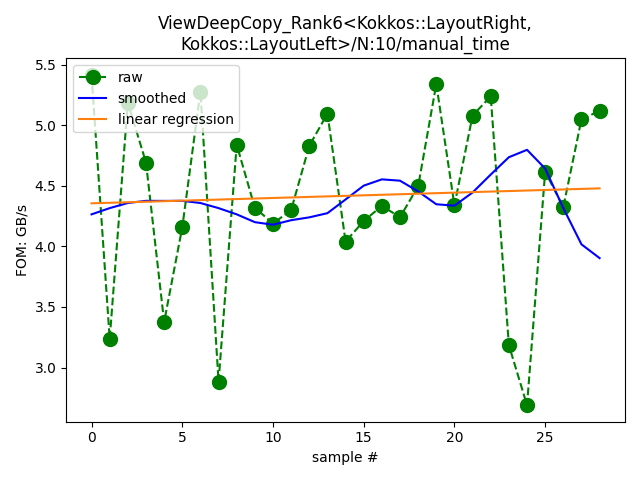 ViewDeepCopy_Rank6<Kokkos::LayoutRight,
Kokkos::LayoutLeft>/N:10/manual_time
raw
smoothed
linear regression
FOM: GB/s
5.5
5.0
4.5
4.0
3.5
3.0
0
5
10
15
20
25
sample #